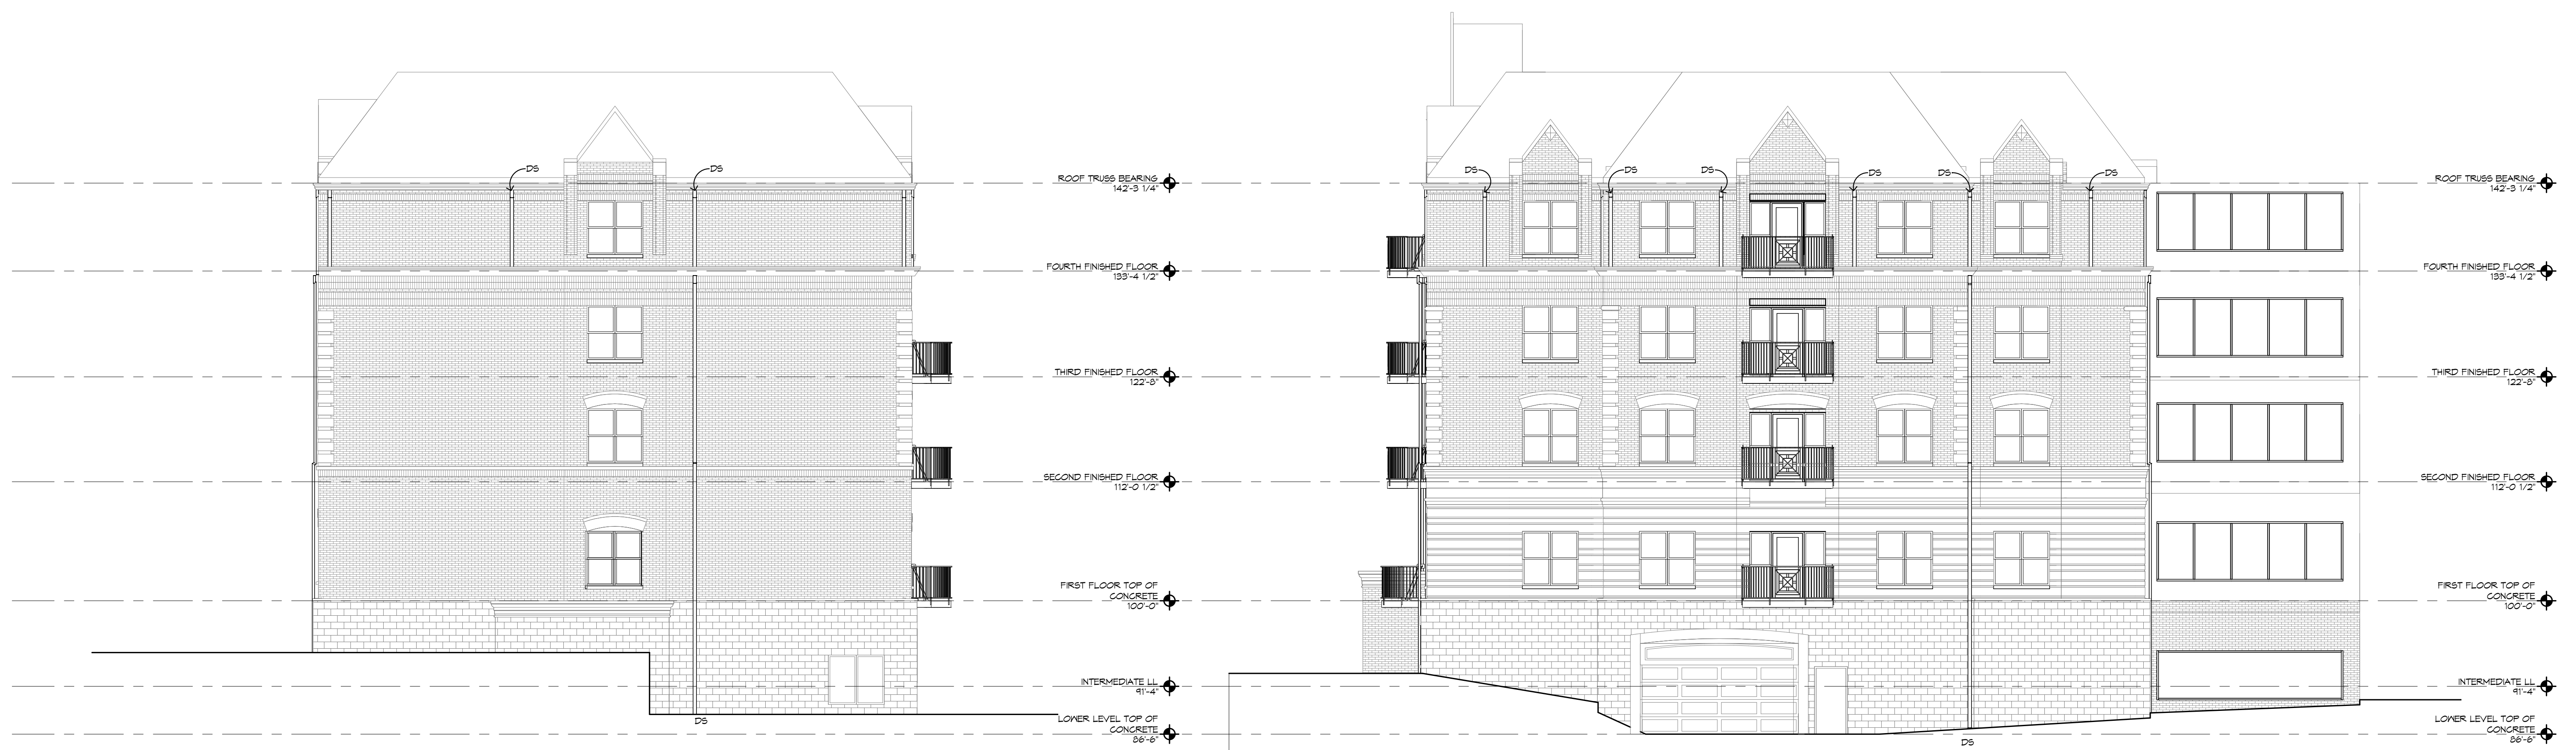 DS
DS
ROOF TRUSS BEARING
142'-3 1/4"
FOURTH FINISHED FLOOR
133'-4 1/2"
THIRD FINISHED FLOOR
122'-8"
SECOND FINISHED FLOOR
112'-0 1/2"
FIRST FLOOR TOP OF
CONCRETE
100'-0"
INTERMEDIATE LL
91'-4"
LOWER LEVEL TOP OF
CONCRETE
86'-6"
DS
DS
DS
DS
DS
DS
DS
ROOF TRUSS BEARING
142'-3 1/4"
FOURTH FINISHED FLOOR
133'-4 1/2"
THIRD FINISHED FLOOR
122'-8"
SECOND FINISHED FLOOR
112'-0 1/2"
FIRST FLOOR TOP OF
CONCRETE
100'-0"
INTERMEDIATE LL
91'-4"
LOWER LEVEL TOP OF
CONCRETE
86'-6"
DS